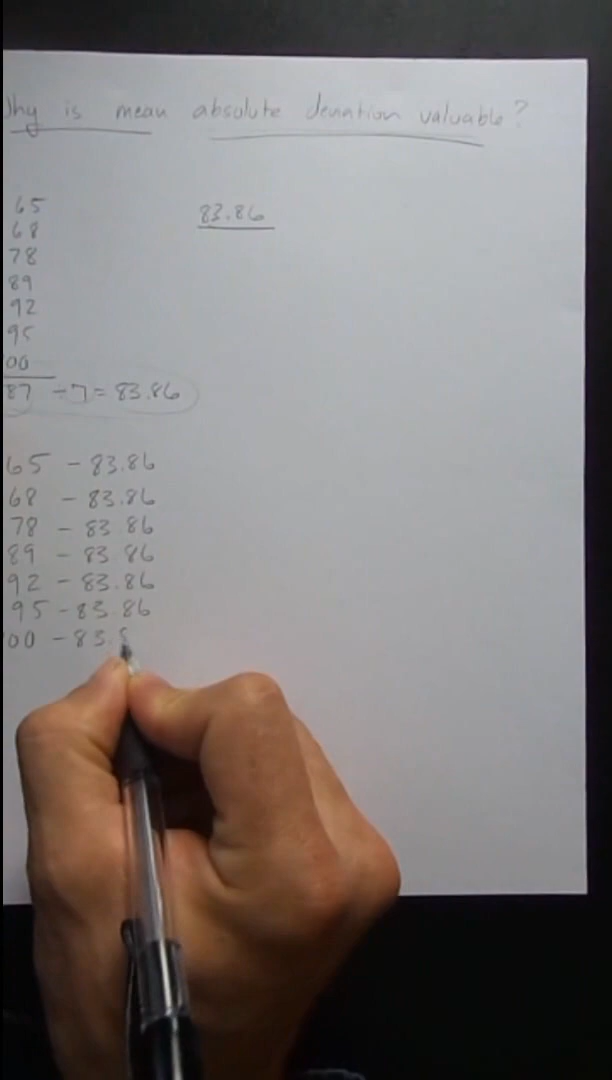 Why is mean absolute deviation valuable?
65
83.86
68
78
89
92
95
00
87 ÷ 7 = 83.86
65 - 83.86
68 - 83.86
78 - 83.86
89 - 83.86
92 - 83.86
95 - 83.86
00 - 83.8